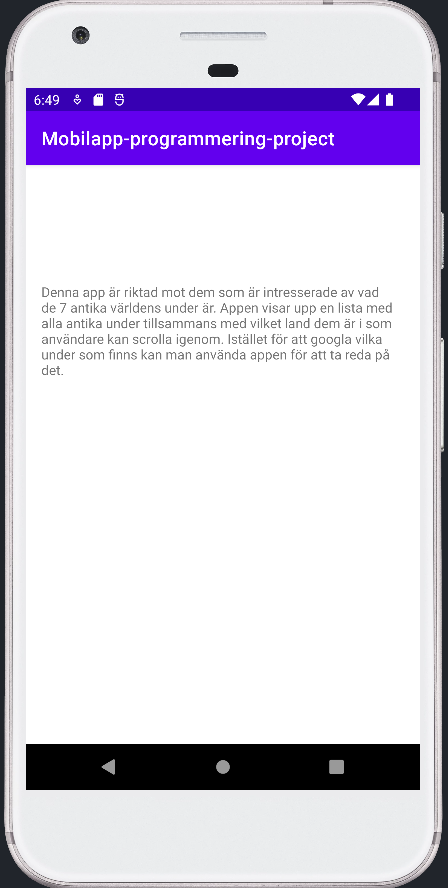 6:49
Mobilapp-programmering-project
Denna app är riktad mot dem som är intresserade av vad
de 7 antika världens under är. Appen visar upp en lista med
alla antika under tillsammans med vilket land dem är i som
användare kan scrolla igenom. Istället för att googla vilka
under som finns kan man använda appen för att ta reda på
det.